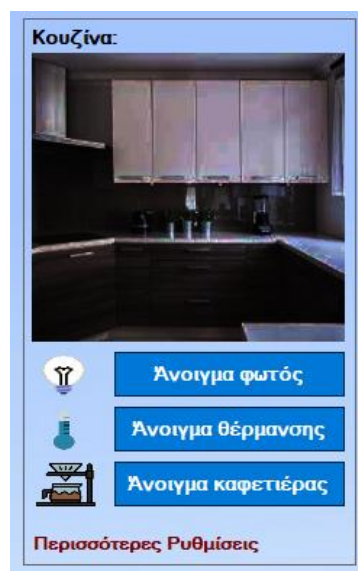 Κουζίνα:
Άνοιγμα φωτός
Άνοιγμα θέρμανσης
Άνοιγμα καφετιέρας
Περισσότερες Ρυθμίσεις